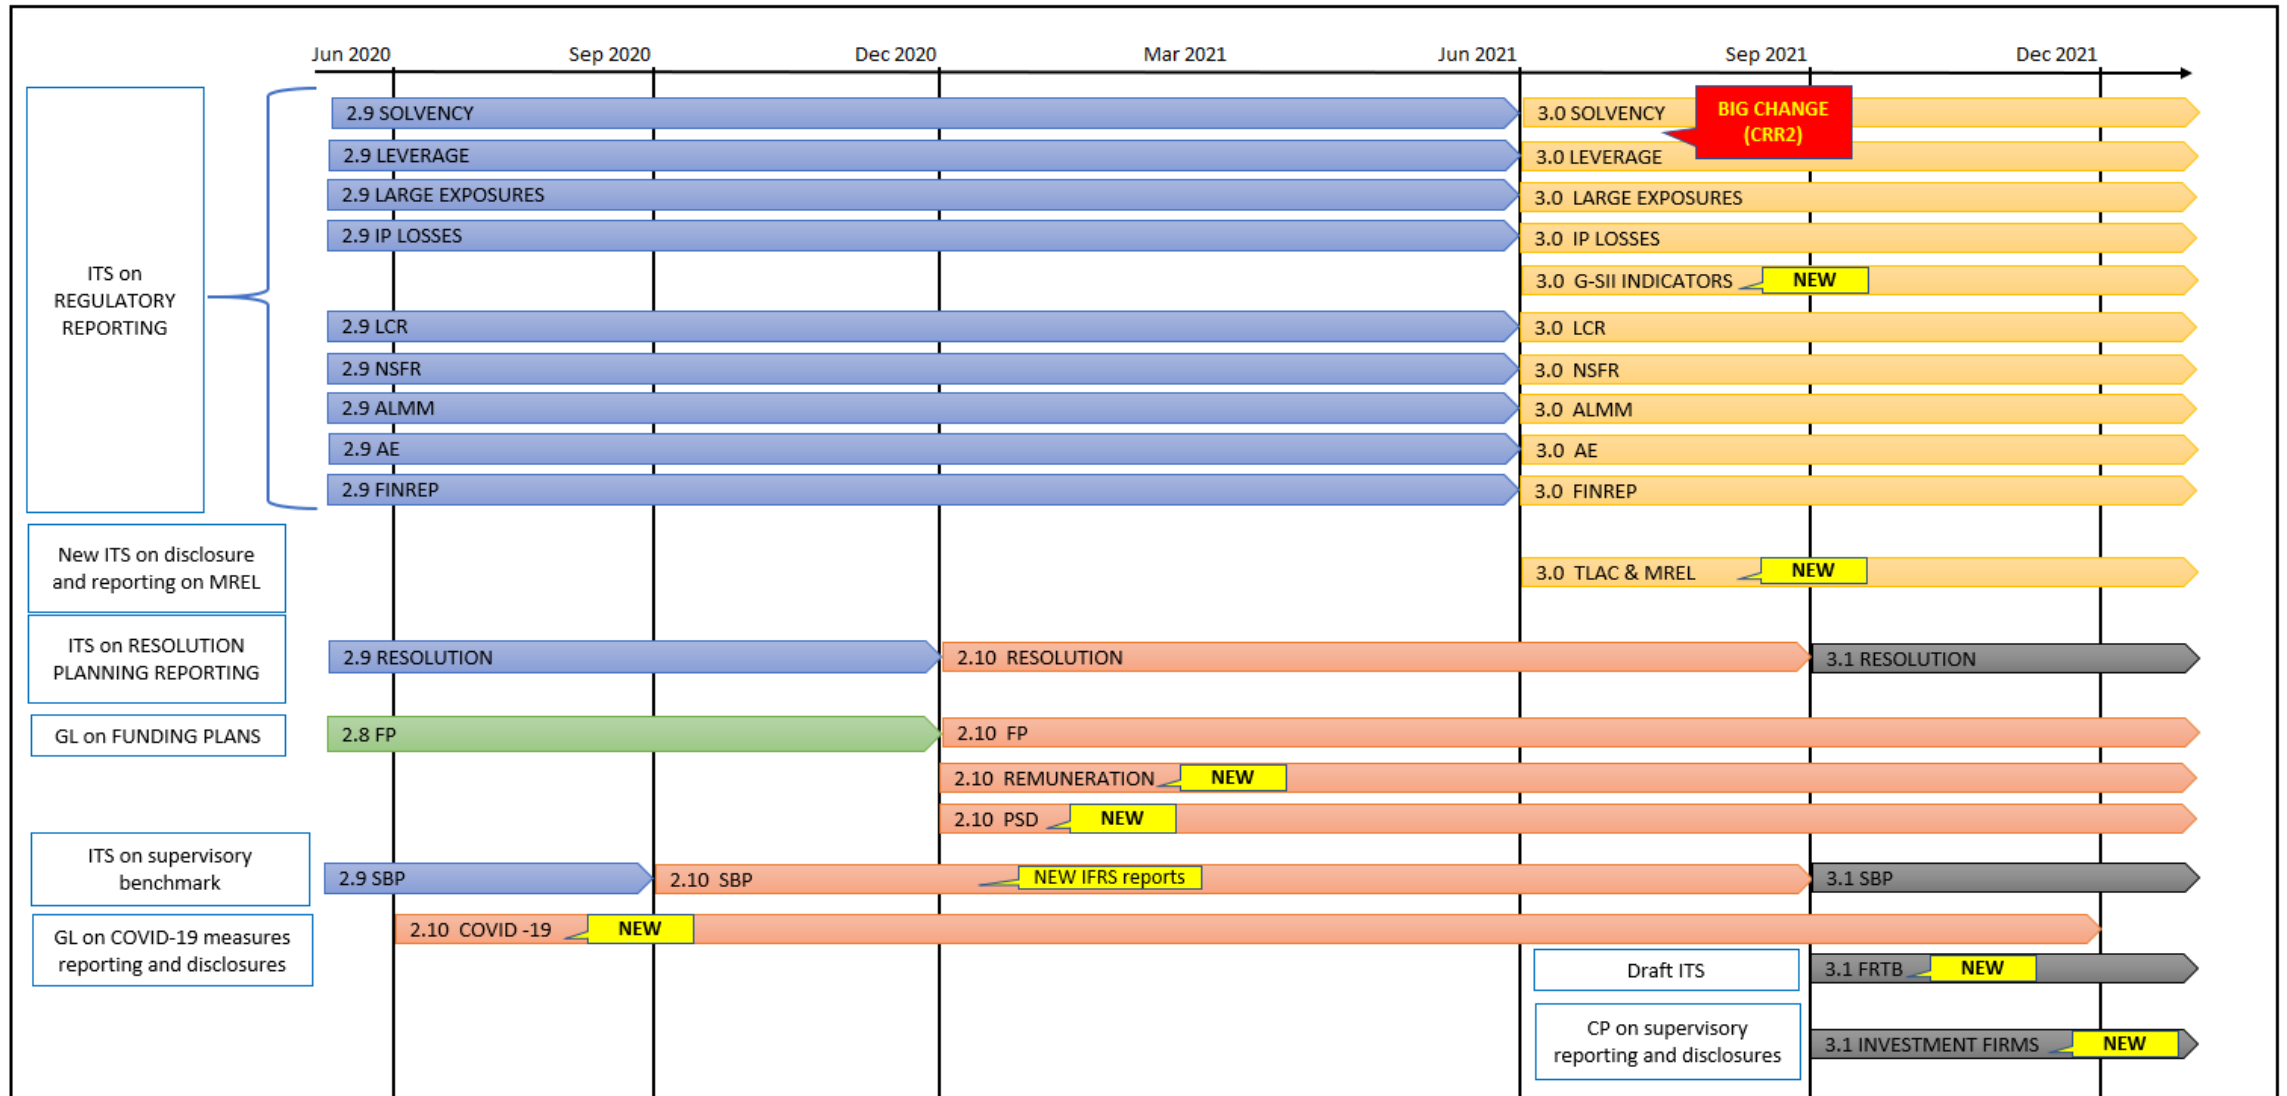 Jun 2020 Sep 2020 Dec 2020 Mar 2021 Jun 2021 Sep 2021 Dec 2021
ITS on
REGULATORY
REPORTING
2.9 SOLVENCY
3.0 SOLVENCY
BIG CHANGE
(CRR2)
2.9 LEVERAGE
3.0 LEVERAGE
2.9 LARGE EXPOSURES
3.0 LARGE EXPOSURES
2.9 IP LOSSES
3.0 IP LOSSES
3.0 G-SII INDICATORS
NEW
2.9 LCR
3.0 LCR
2.9 NSFR
3.0 NSFR
2.9 ALMM
3.0 ALMM
2.9 AE
3.0 AE
2.9 FINREP
3.0 FINREP
New ITS on disclosure
and reporting on MREL
3.0 TLAC & MREL
NEW
ITS on RESOLUTION
PLANNING REPORTING
2.9 RESOLUTION
2.10 RESOLUTION
3.1 RESOLUTION
GL on FUNDING PLANS
2.8 FP
2.10 FP
2.10 REMUNERATION
NEW
2.10 PSD
NEW
ITS on supervisory
benchmark
2.9 SBP
2.10 SBP
NEW IFRS reports
3.1 SBP
GL on COVID-19 measures
reporting and disclosures
2.10 COVID -19
NEW
Draft ITS
3.1 FRTB
NEW
CP on supervisory
reporting and disclosures
3.1 INVESTMENT FIRMS
NEW